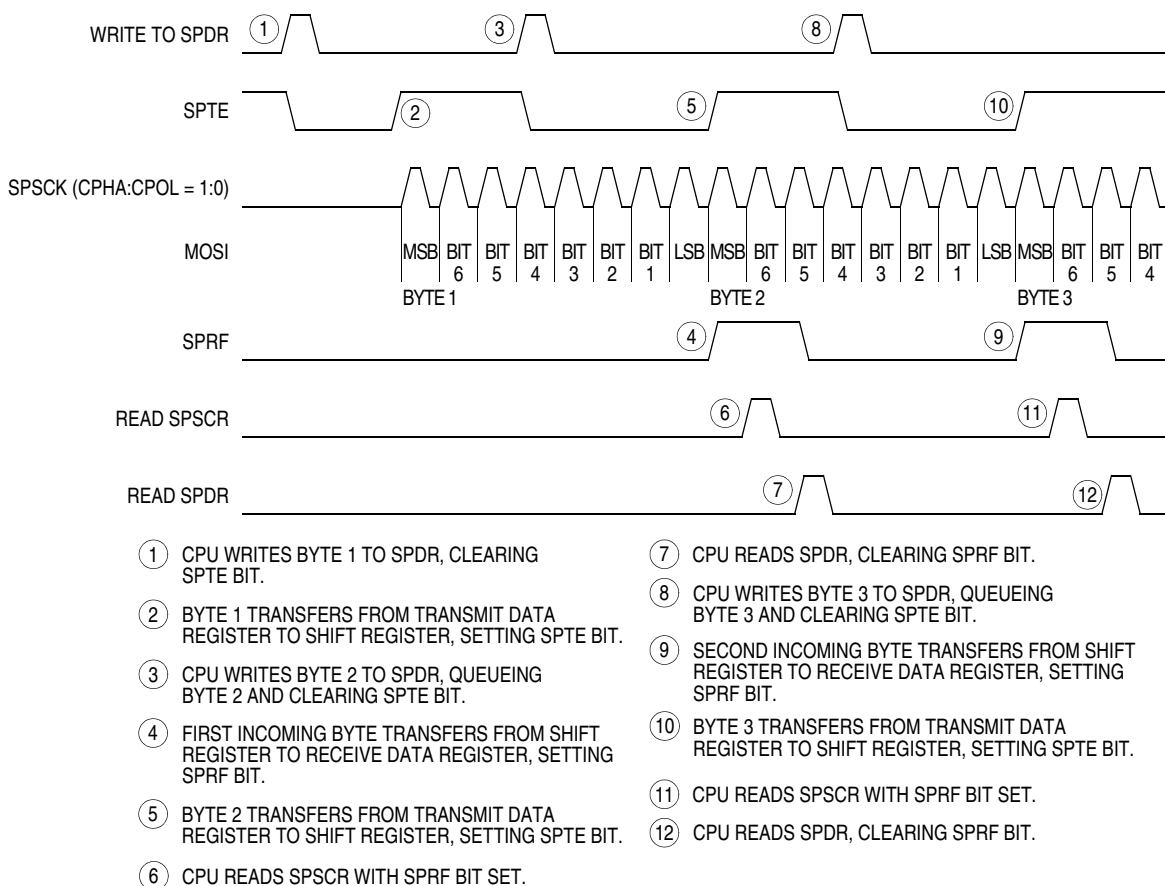 WRITE TO SPDR
1
3
8
SPTE
2
5
10
SPSCK (CPHA:CPOL = 1:0)
MOSI
MSB BIT 6 BIT 5 BIT 4 BIT 3 BIT 2 BIT 1 LSB MSB BIT 6 BIT 5 BIT 4 BIT 3 BIT 2 BIT 1 LSB MSB BIT 6 BIT 5 BIT 4
BYTE 1 BYTE 2 BYTE 3
SPRF
4
9
READ SPSCR
6
11
READ SPDR
7
12
1 CPU WRITES BYTE 1 TO SPDR, CLEARING
SPTE BIT.
2 BYTE 1 TRANSFERS FROM TRANSMIT DATA
REGISTER TO SHIFT REGISTER, SETTING SPTE BIT.
3 CPU WRITES BYTE 2 TO SPDR, QUEUEING
BYTE 2 AND CLEARING SPTE BIT.
4 FIRST INCOMING BYTE TRANSFERS FROM SHIFT
REGISTER TO RECEIVE DATA REGISTER, SETTING
SPRF BIT.
5 BYTE 2 TRANSFERS FROM TRANSMIT DATA
REGISTER TO SHIFT REGISTER, SETTING SPTE BIT.
6 CPU READS SPSCR WITH SPRF BIT SET.
7 CPU READS SPDR, CLEARING SPRF BIT.
8 CPU WRITES BYTE 3 TO SPDR, QUEUEING
BYTE 3 AND CLEARING SPTE BIT.
9 SECOND INCOMING BYTE TRANSFERS FROM SHIFT
REGISTER TO RECEIVE DATA REGISTER, SETTING
SPRF BIT.
10 BYTE 3 TRANSFERS FROM TRANSMIT DATA
REGISTER TO SHIFT REGISTER, SETTING SPTE BIT.
11 CPU READS SPSCR WITH SPRF BIT SET.
12 CPU READS SPDR, CLEARING SPRF BIT.